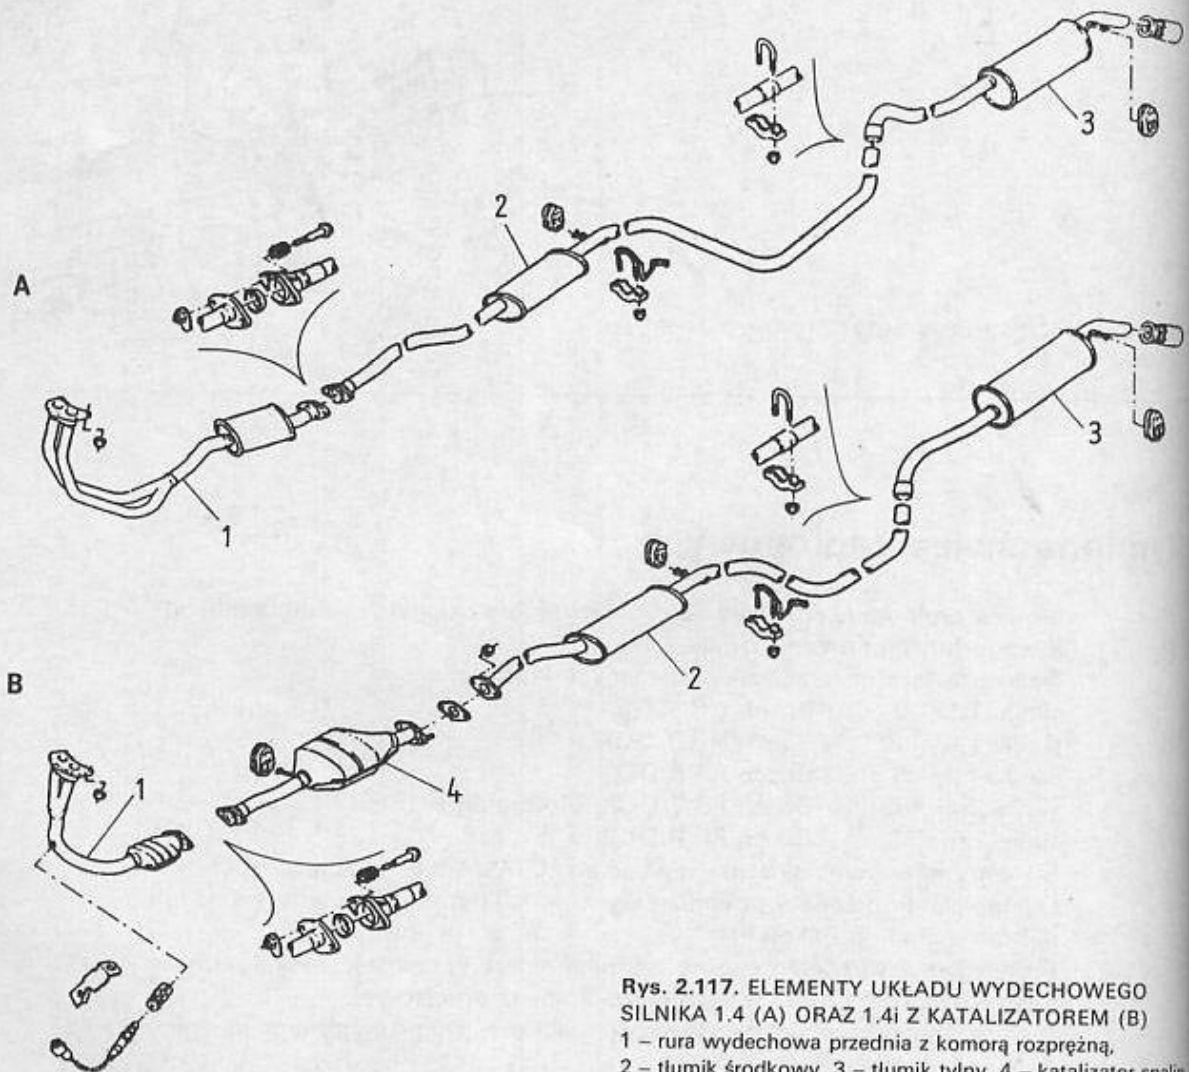 3
2
A
3
1
2
B
4
1
Rys. 2.117. ELEMENTY UKŁADU WYDECHOWEGO
SILNIKA 1.4 (A) ORAZ 1.4i Z KATALIZATOREM (B)
1 – rura wydechowa przednia z komorą rozprężną,
2 – tłumik środkowy, 3 – tłumik tylny, 4 – katalizator spalin